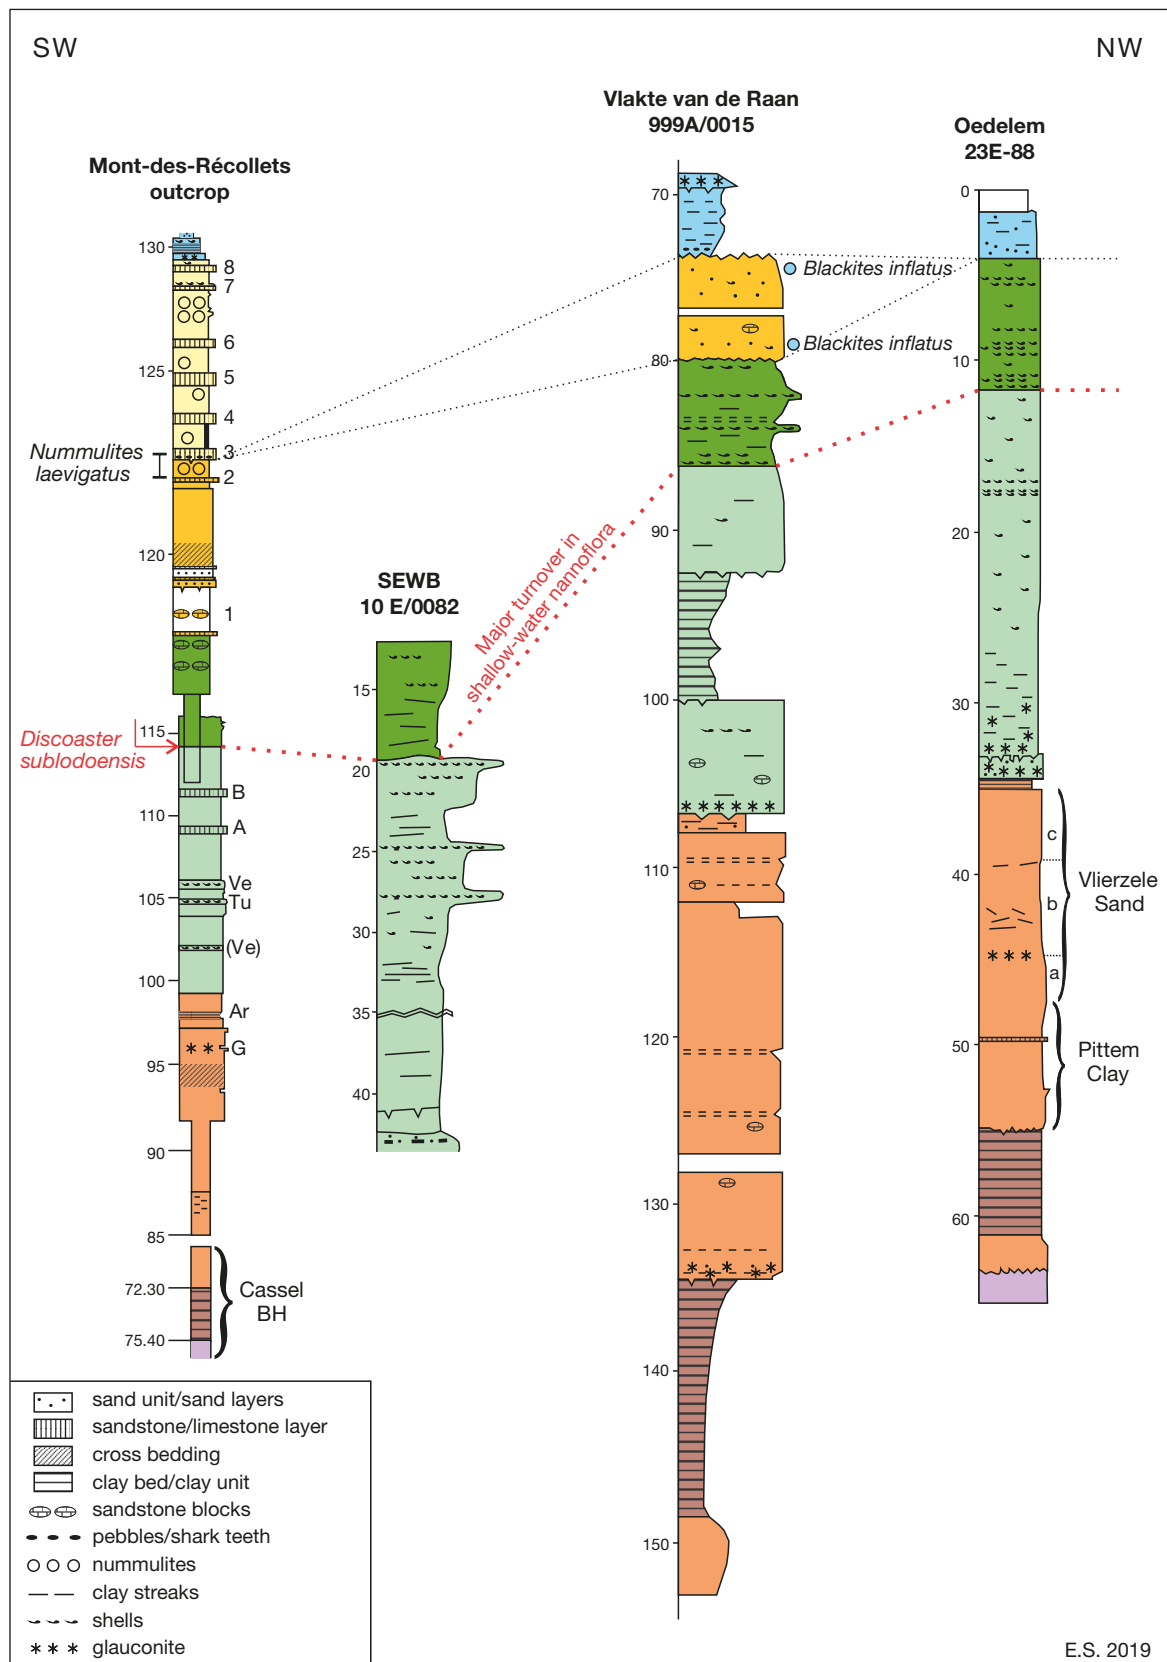 SW
NW
Vlakte van de Raan
999A/0015
Oedelem
23E-88
Mont-des-Récollets
outcrop
130
8
7
6
125
5
4
3
Nummulites
laevigatus
2
120
1
115
Discoaster
sublodoensis
B
110
A
Ve
105
Tu
(Ve)
100
Ar
G
95
90
85
72.30
75.40
Cassel
BH
SEWB
10 E/0082
15
20
25
30
35
40
Major turnover in
shallow-water nannoflora
70
Blackites inflatus
Blackites inflatus
80
90
100
110
120
130
140
150
0
10
20
30
40
50
60
c
b
a
Vlierzele
Sand
Pittem
Clay
sand unit/sand layers
sandstone/limestone layer
cross bedding
clay bed/clay unit
sandstone blocks
pebbles/shark teeth
nummulites
clay streaks
shells
glauconite
E.S. 2019